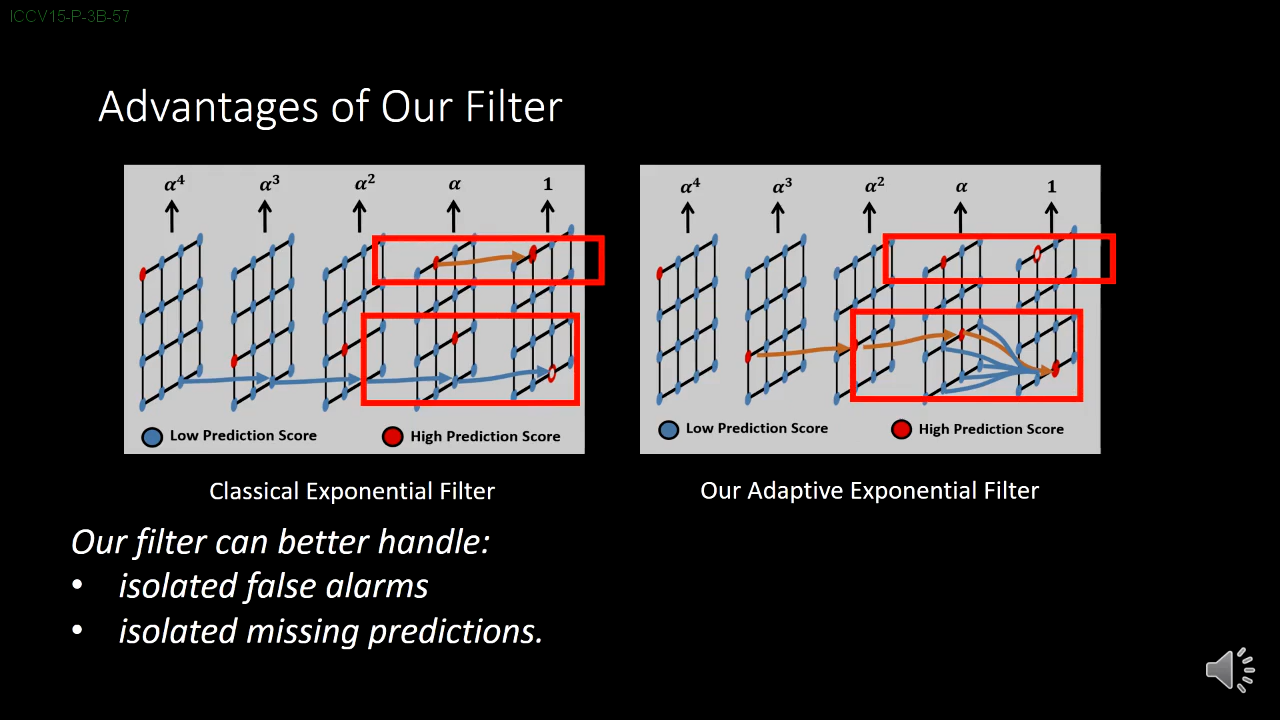 ICCV15-P-3B-57
Advantages of Our Filter
α⁴ α³ α² α 1
Low Prediction Score High Prediction Score
α⁴ α³ α² α 1
Low Prediction Score High Prediction Score
Classical Exponential Filter
Our Adaptive Exponential Filter
Our filter can better handle:
• isolated false alarms
• isolated missing predictions.